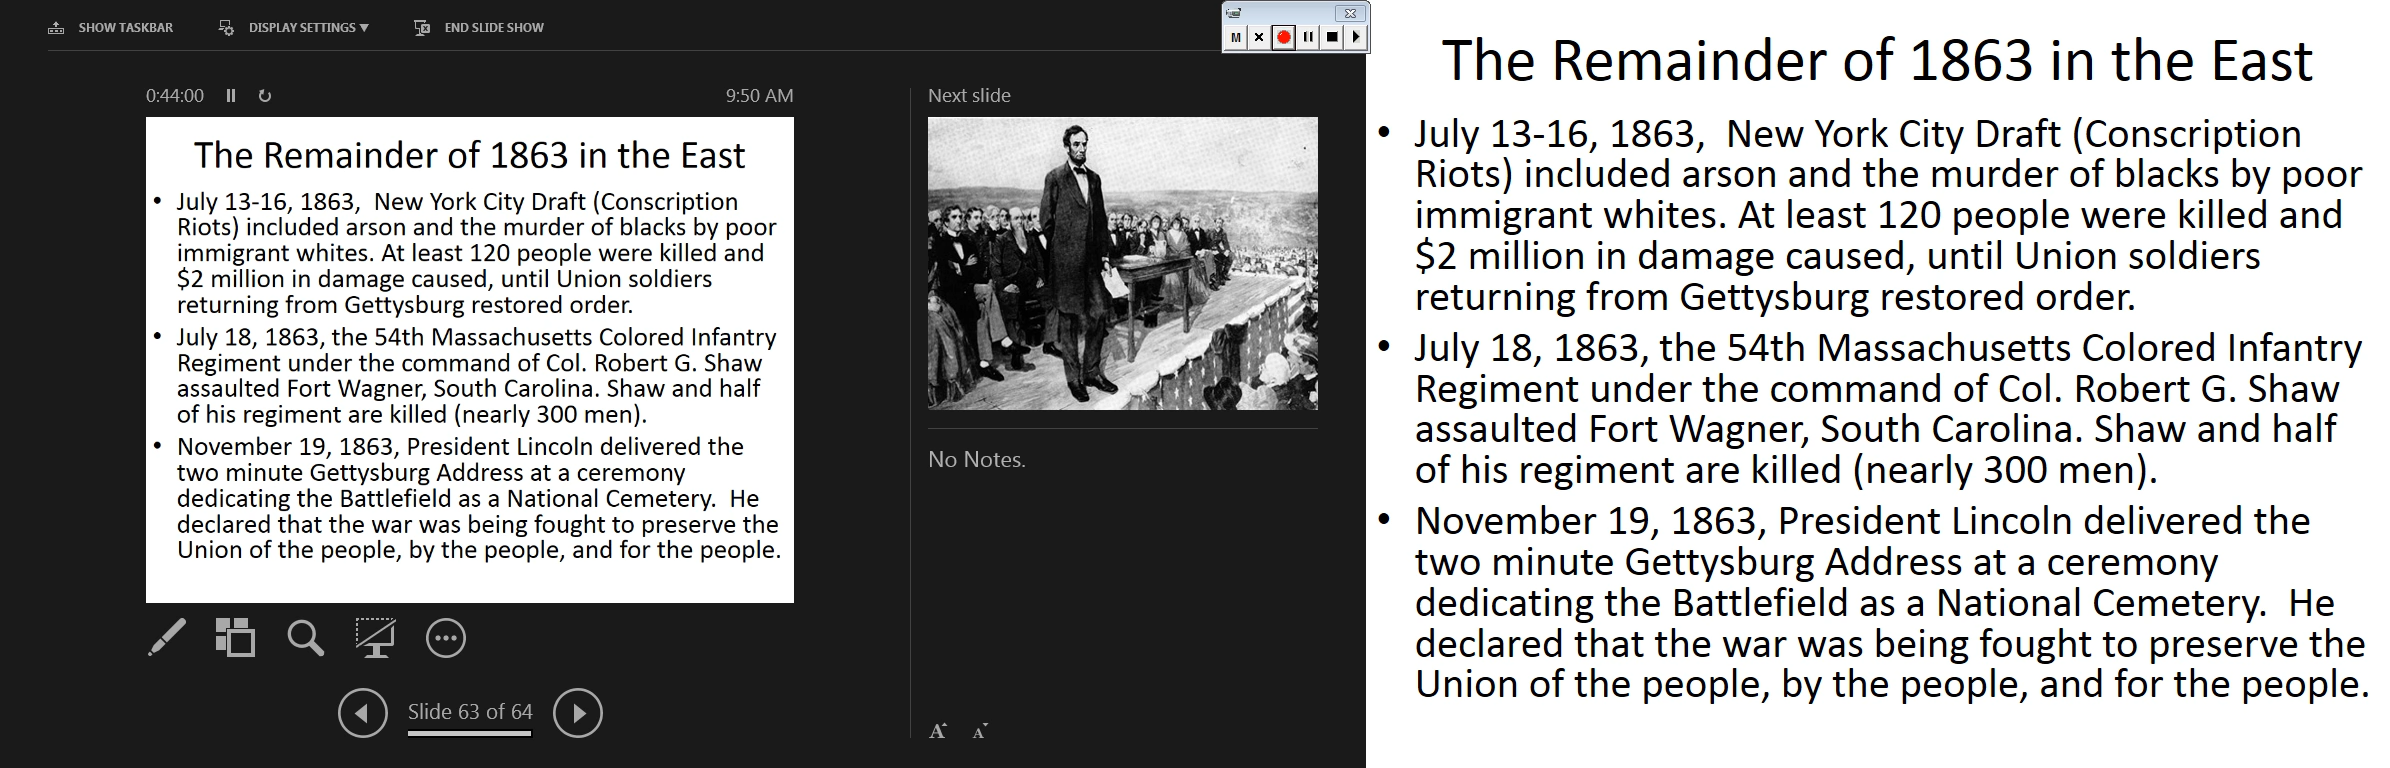 SHOW TASKBAR
DISPLAY SETTINGS ▼
END SLIDE SHOW
M
0:44:00
9:50 AM
The Remainder of 1863 in the East
• July 13-16, 1863,  New York City Draft (Conscription
Riots) included arson and the murder of blacks by poor
immigrant whites. At least 120 people were killed and
$2 million in damage caused, until Union soldiers
returning from Gettysburg restored order.
• July 18, 1863, the 54th Massachusetts Colored Infantry
Regiment under the command of Col. Robert G. Shaw
assaulted Fort Wagner, South Carolina. Shaw and half
of his regiment are killed (nearly 300 men).
• November 19, 1863, President Lincoln delivered the
two minute Gettysburg Address at a ceremony
dedicating the Battlefield as a National Cemetery.  He
declared that the war was being fought to preserve the
Union of the people, by the people, and for the people.
Slide 63 of 64
Next slide
No Notes.
A A
The Remainder of 1863 in the East
• July 13-16, 1863,  New York City Draft (Conscription
Riots) included arson and the murder of blacks by poor
immigrant whites. At least 120 people were killed and
$2 million in damage caused, until Union soldiers
returning from Gettysburg restored order.
• July 18, 1863, the 54th Massachusetts Colored Infantry
Regiment under the command of Col. Robert G. Shaw
assaulted Fort Wagner, South Carolina. Shaw and half
of his regiment are killed (nearly 300 men).
• November 19, 1863, President Lincoln delivered the
two minute Gettysburg Address at a ceremony
dedicating the Battlefield as a National Cemetery.  He
declared that the war was being fought to preserve the
Union of the people, by the people, and for the people.